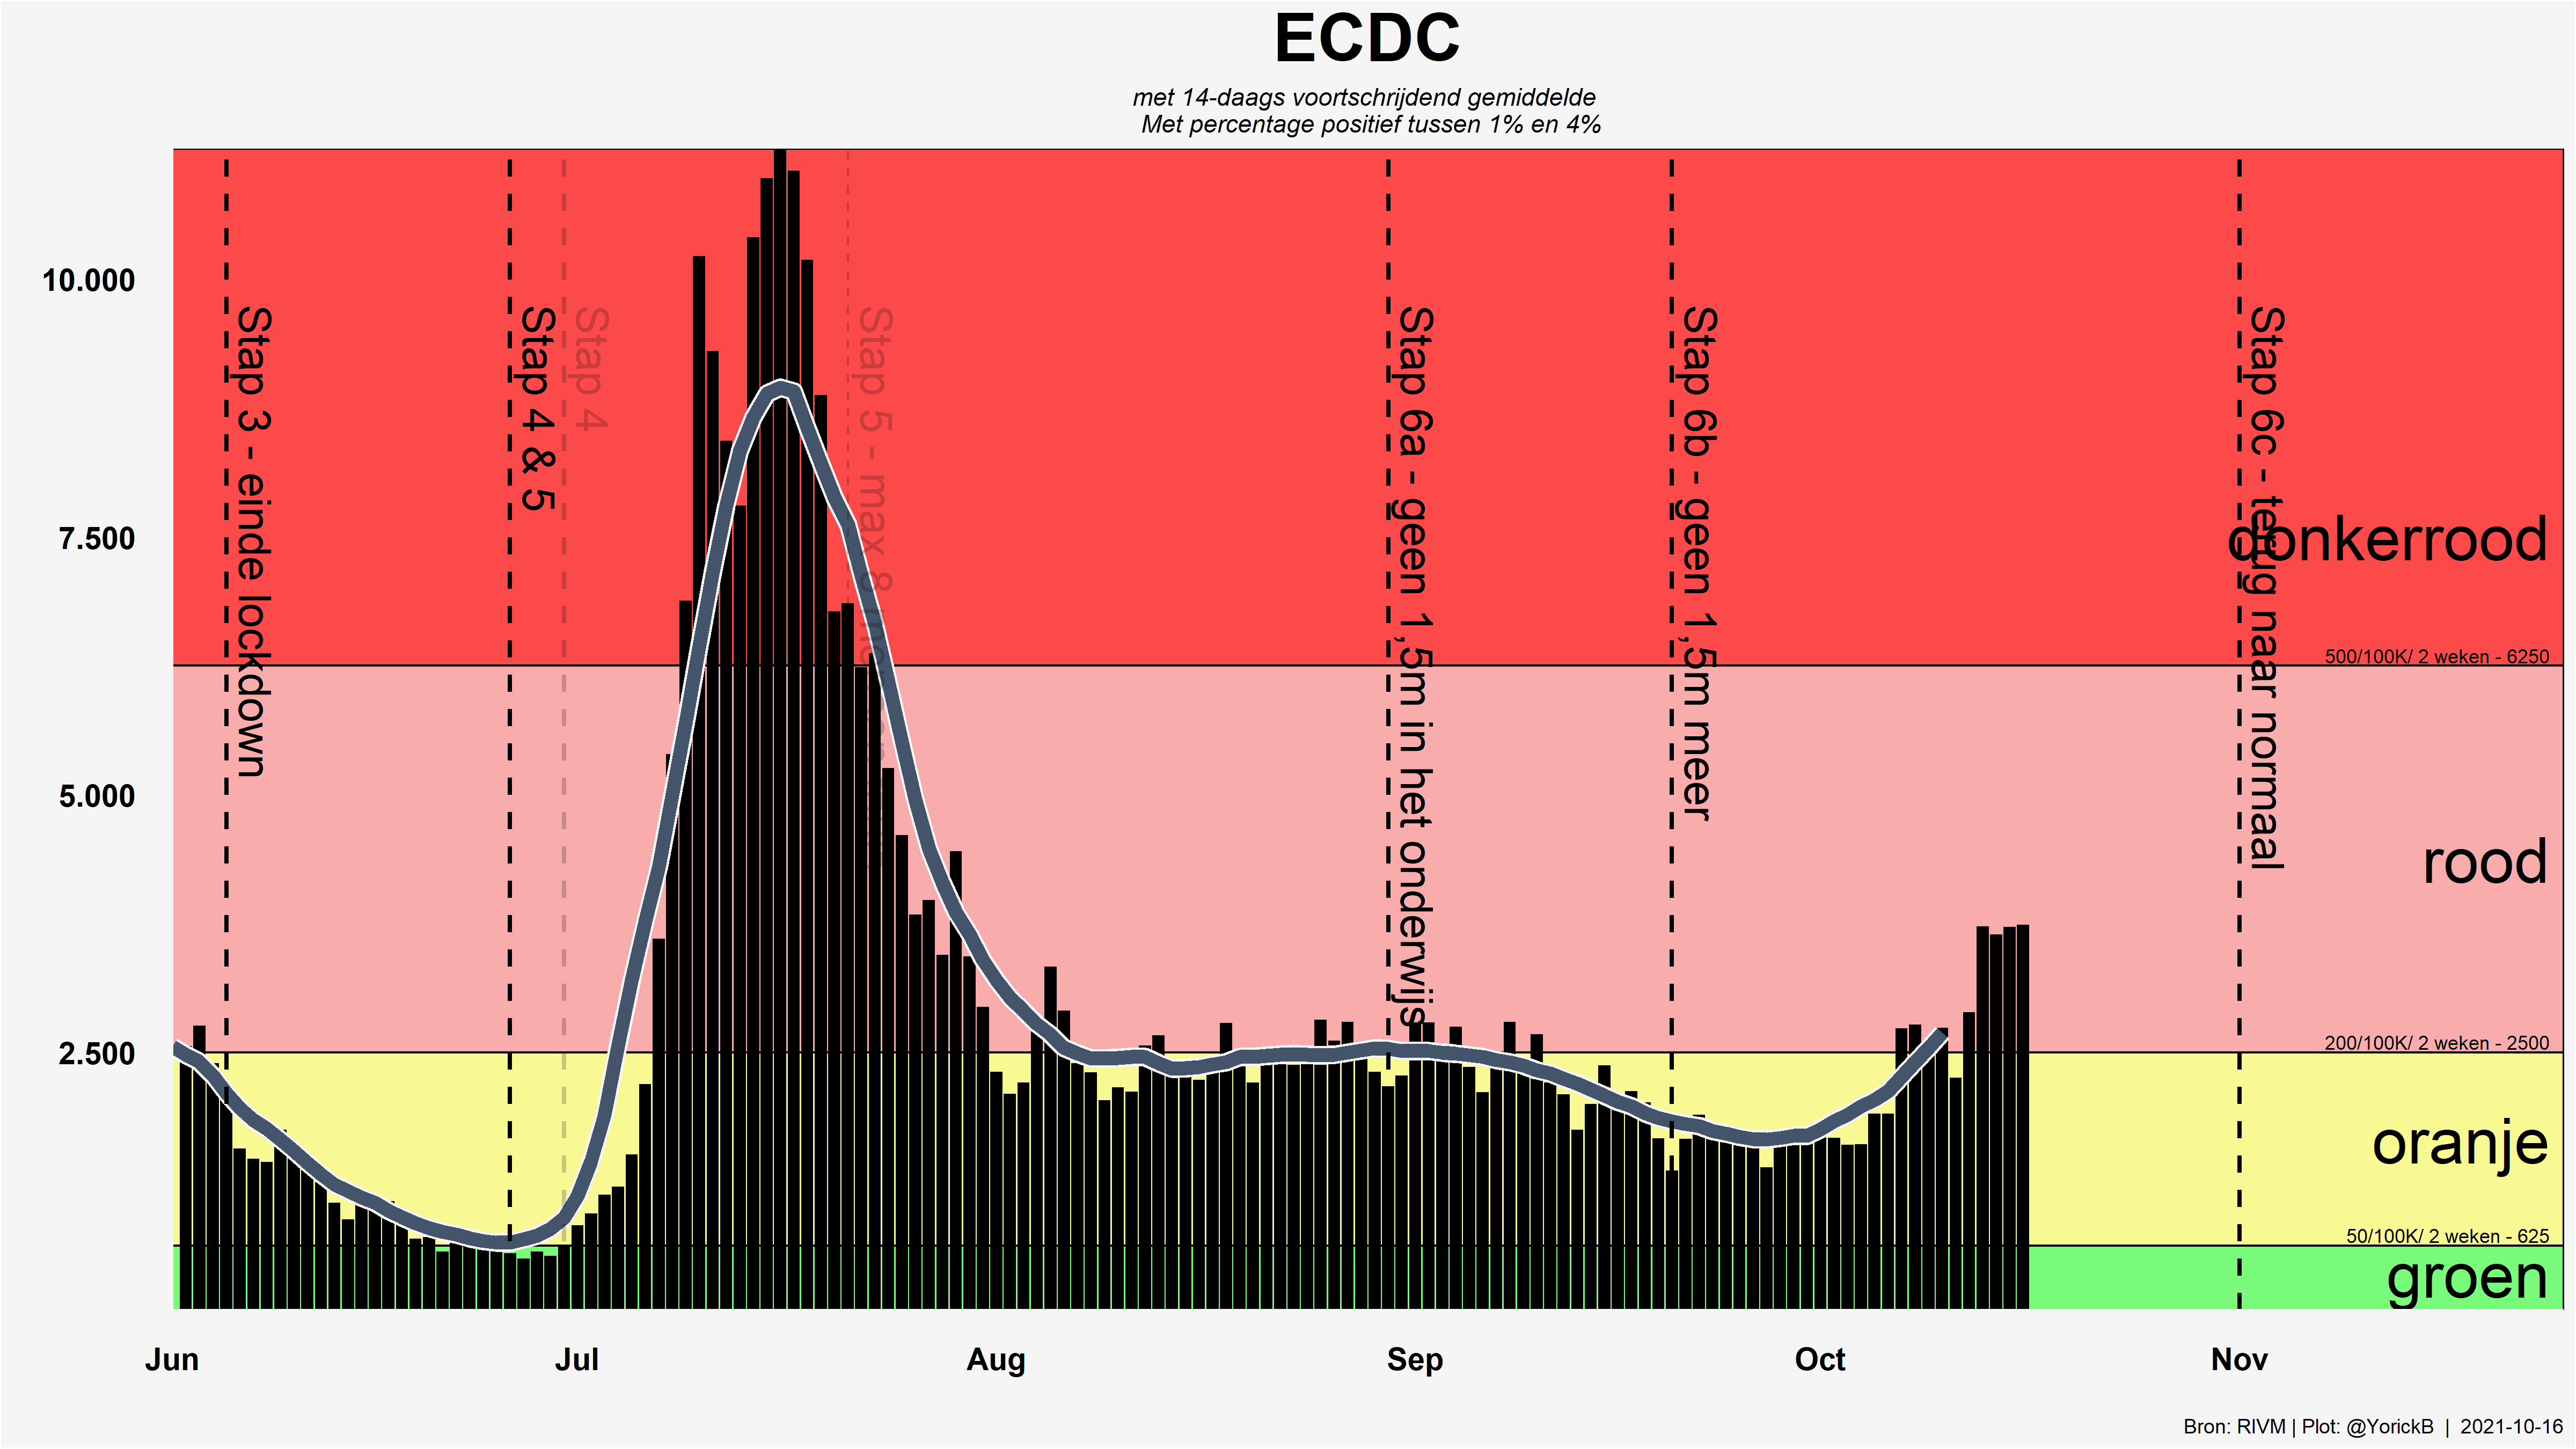 ECDC
met 14-daags voortschrijdend gemiddelde
Met percentage positief tussen 1% en 4%
10.000
7.500
5.000
2.500
Stap 3 - einde lockdown
Stap 4 & 5
Stap 4
Stap 5 - max 8
Stap 6a - geen 1,5m in het onderwijs
Stap 6b - geen 1,5m meer
Stap 6c - terug naar normaal
donkerrood
500/100K/ 2 weken - 6250
rood
200/100K/ 2 weken - 2500
oranje
50/100K/ 2 weken - 625
groen
Jun
Jul
Aug
Sep
Oct
Nov
Bron: RIVM | Plot: @YorickB | 2021-10-16